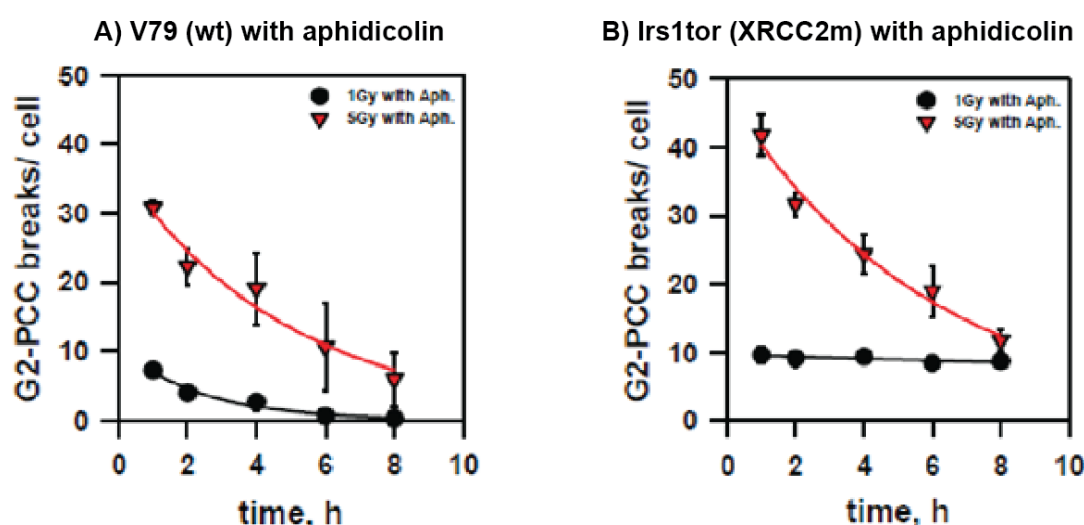 A) V79 (wt) with aphidicolin
50
40
30
20
10
0
G2-PCC breaks/ cell
1Gy with Aph.
5Gy with Aph.
0 2 4 6 8 10
time, h
B) Irs1tor (XRCC2m) with aphidicolin
50
40
30
20
10
0
G2-PCC breaks/ cell
1Gy with Aph.
5Gy with Aph.
0 2 4 6 8 10
time, h